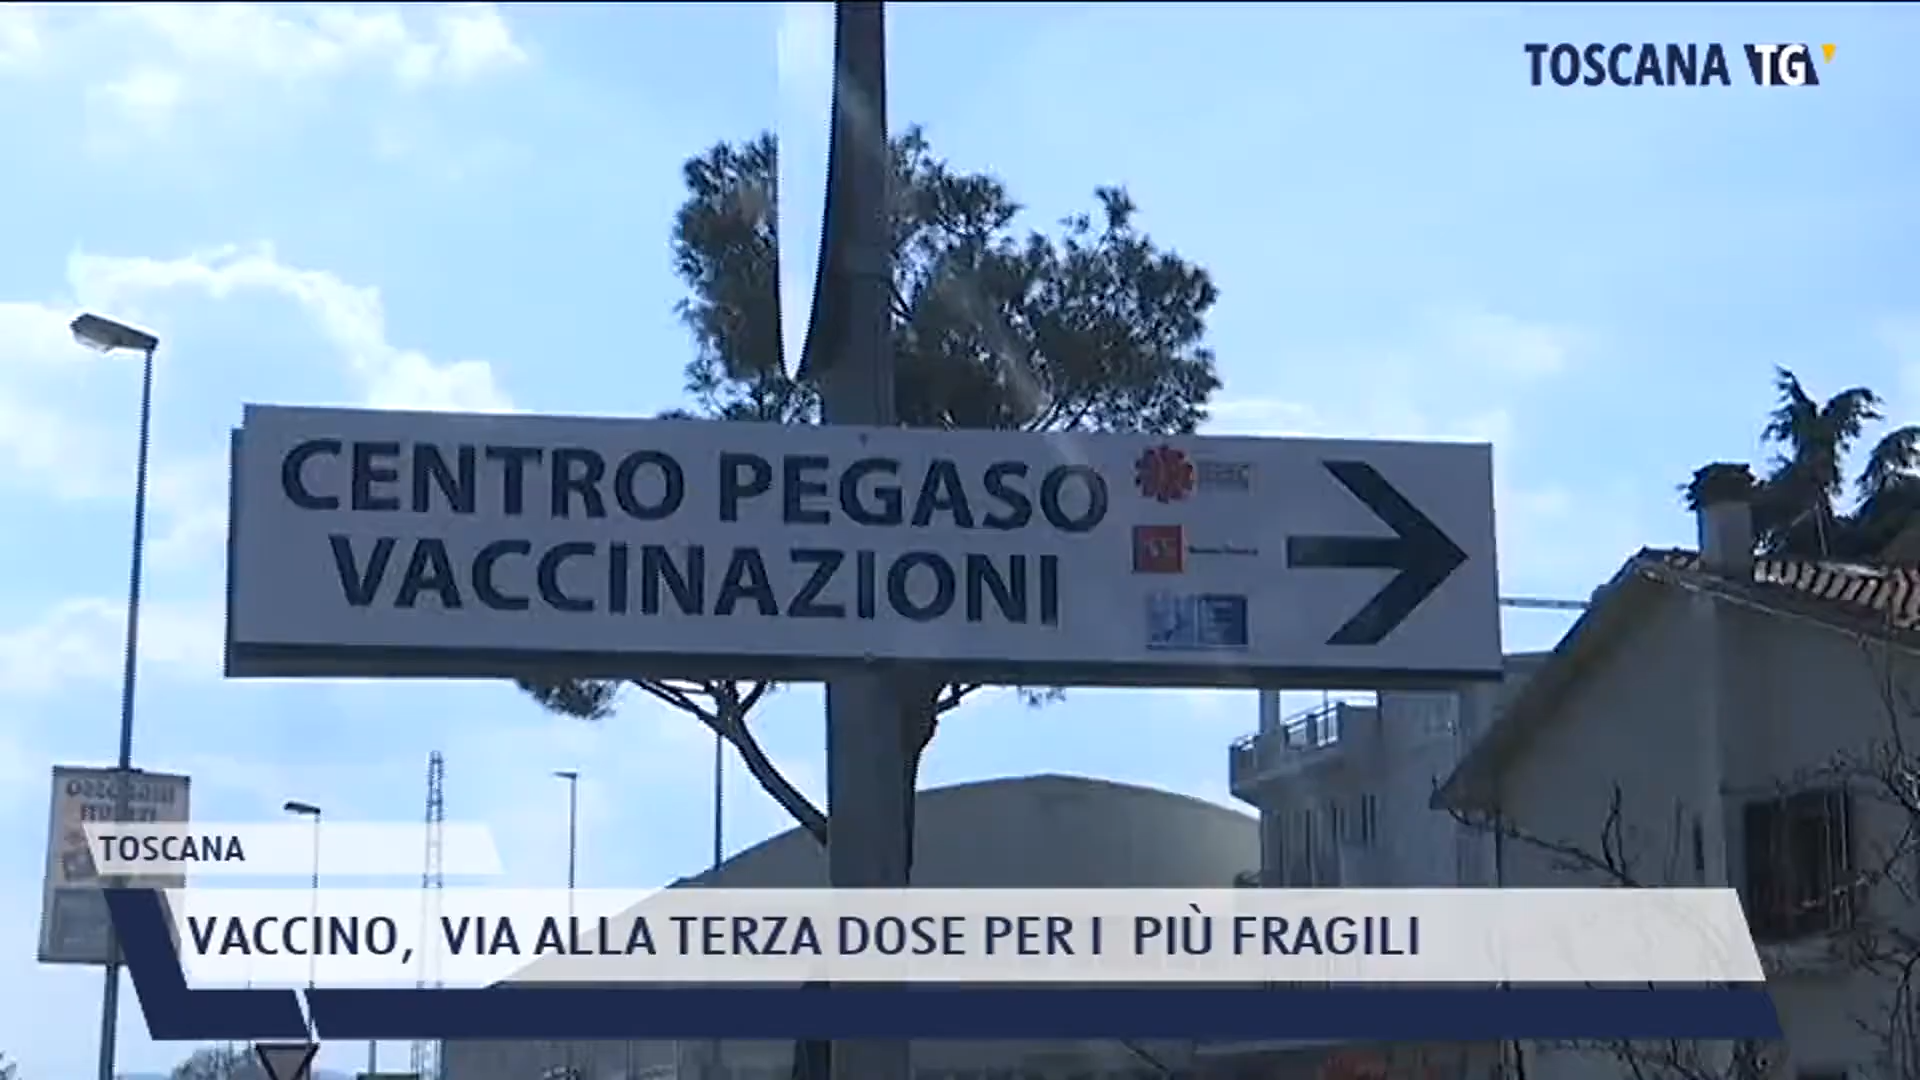 TOSCANA TG
CENTRO PEGASO
VACCINAZIONI
TOSCANA
VACCINO, VIA ALLA TERZA DOSE PER I PIÙ FRAGILI